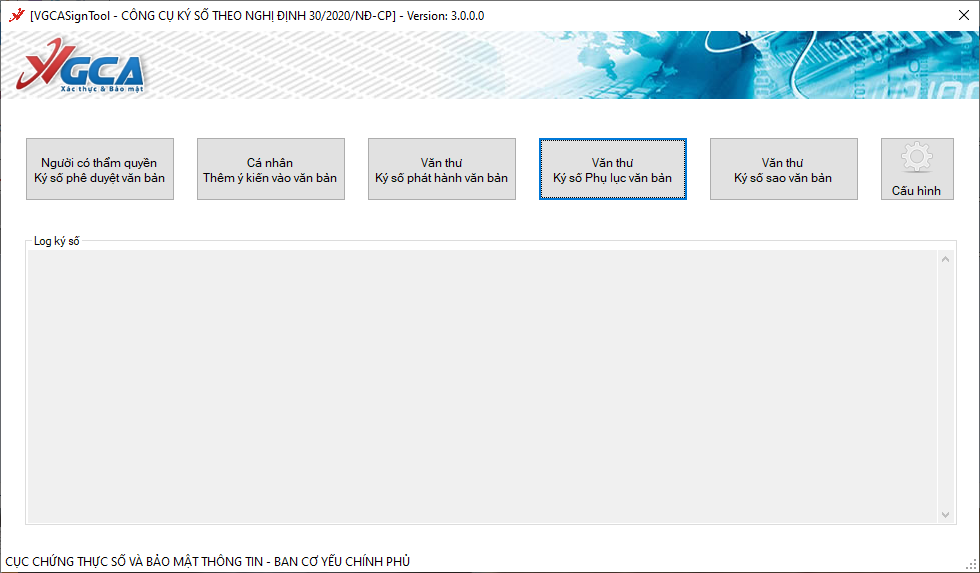 [VGCASignTool - CÔNG CỤ KÝ SỐ THEO NGHỊ ĐỊNH 30/2020/NĐ-CP] - Version: 3.0.0.0
VGCA
Xác thực & Bảo mật
Người có thẩm quyền
Ký số phê duyệt văn bản
Cá nhân
Thêm ý kiến vào văn bản
Văn thư
Ký số phát hành văn bản
Văn thư
Ký số Phụ lục văn bản
Văn thư
Ký số sao văn bản
Cấu hình
Log ký số
CỤC CHỨNG THỰC SỐ VÀ BẢO MẬT THÔNG TIN - BAN CƠ YẾU CHÍNH PHỦ